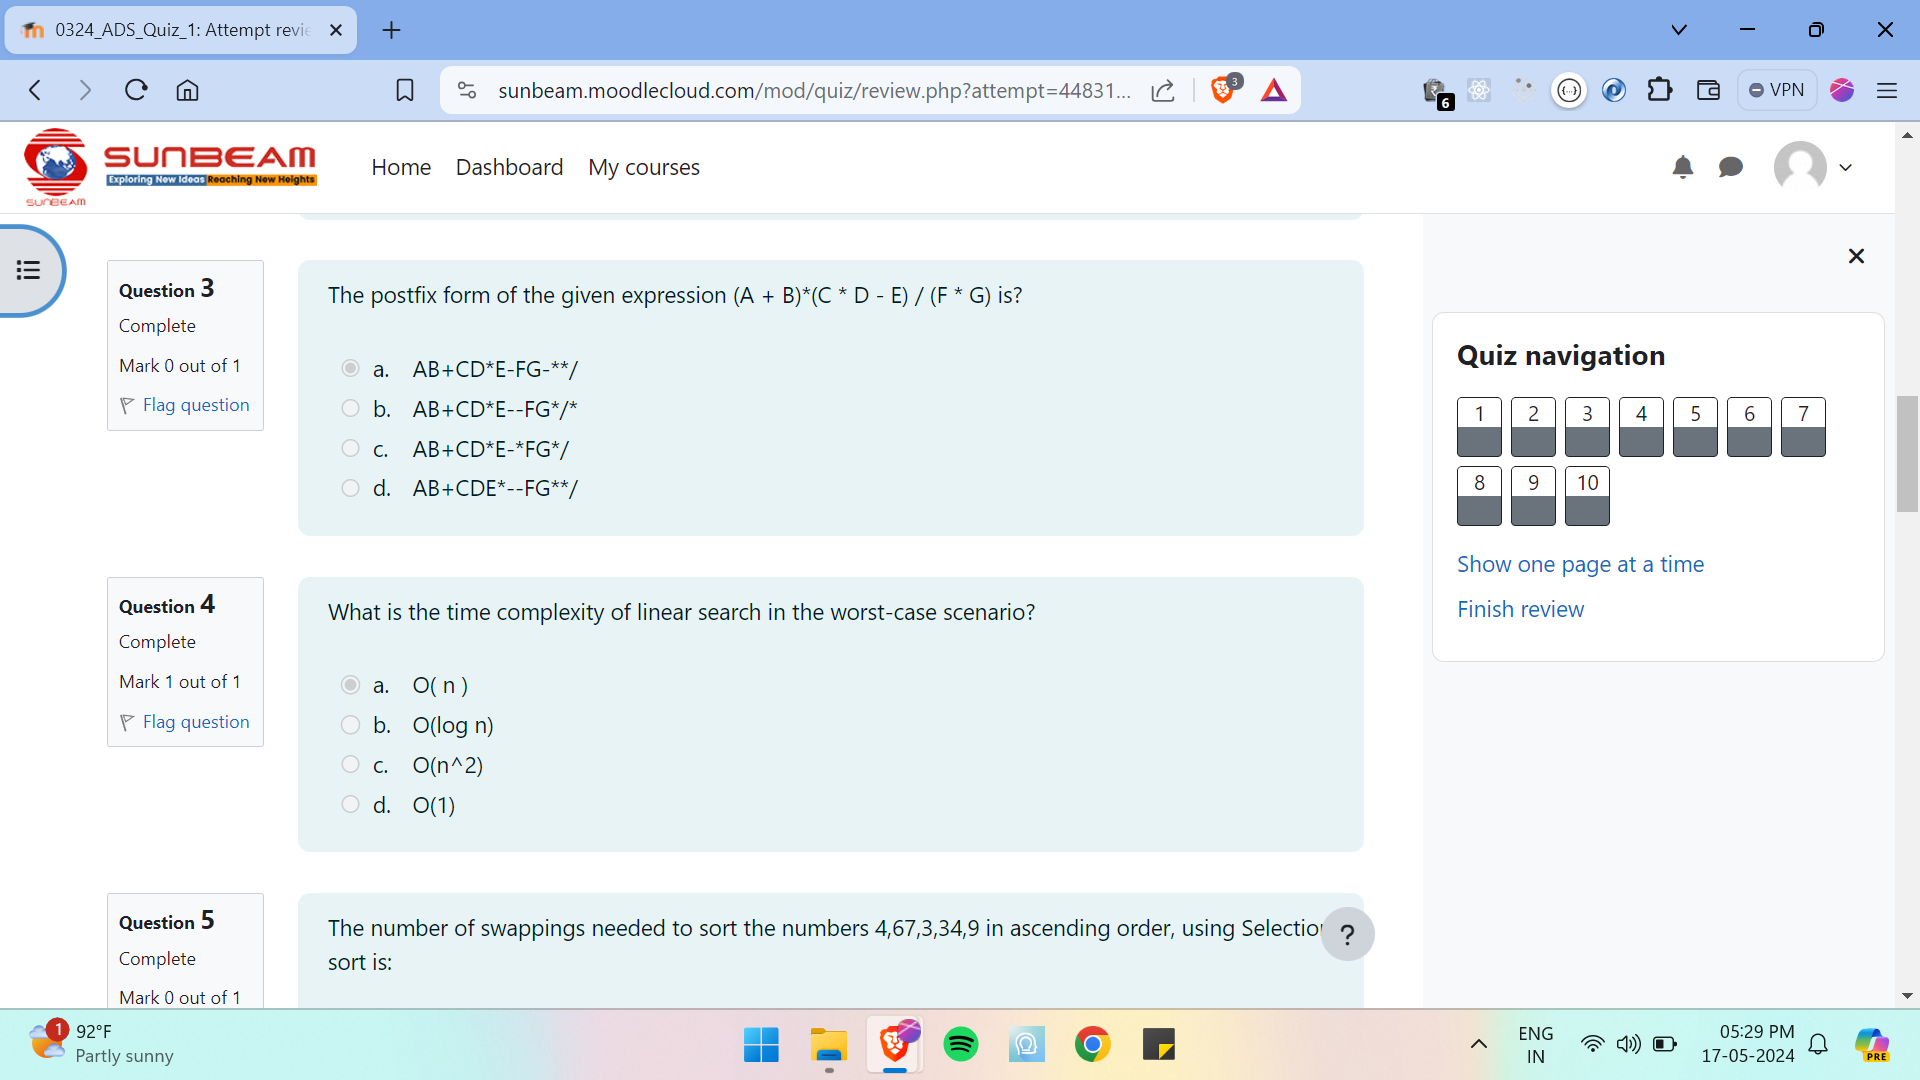 0324_ADS_Quiz_1: Attempt revie
sunbeam.moodlecloud.com/mod/quiz/review.php?attempt=44831...
3
6
VPN
SUNBEAM
Exploring New Ideas Reaching New Heights
SUNBEAM
Home Dashboard My courses
Question 3
Complete
Mark 0 out of 1
Flag question
The postfix form of the given expression (A + B)*(C * D - E) / (F * G) is?
a. AB+CD*E-FG-**/
b. AB+CD*E--FG*/*
c. AB+CD*E-*FG*/
d. AB+CDE*--FG**/
Question 4
Complete
Mark 1 out of 1
Flag question
What is the time complexity of linear search in the worst-case scenario?
a. O( n )
b. O(log n)
c. O(n^2)
d. O(1)
Question 5
Complete
Mark 0 out of 1
The number of swappings needed to sort the numbers 4,67,3,34,9 in ascending order, using Selection
sort is:
?
Quiz navigation
1 2 3 4 5 6 7
8 9 10
Show one page at a time
Finish review
1
92°F
Partly sunny
ENG
IN
05:29 PM
17-05-2024
PRE